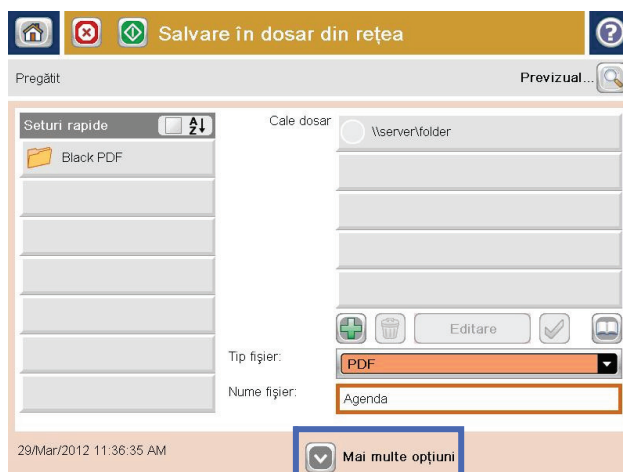 Salvare în dosar din rețea
Pregătit
Previzual...
Seturi rapide
Cale dosar
\\server\folder
Black PDF
Editare
Tip fișier:
PDF
Nume fișier:
Agenda
29/Mar/2012 11:36:35 AM
Mai multe opțiuni